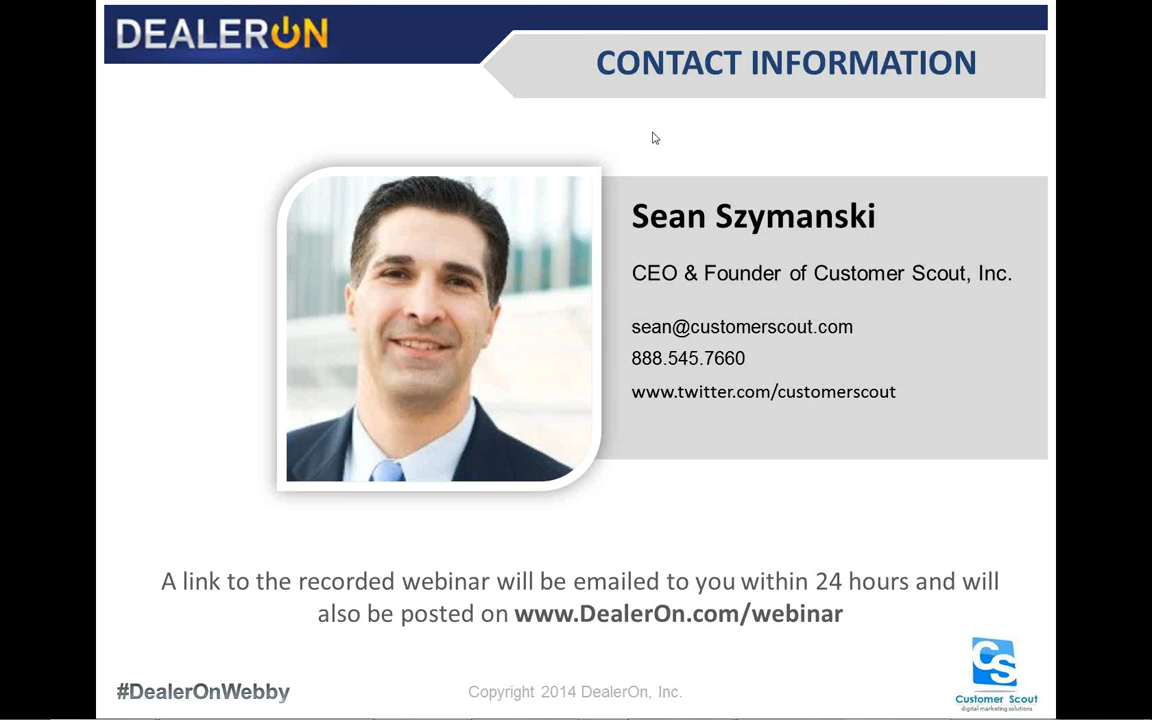 DEALERON
CONTACT INFORMATION
Sean Szymanski
CEO & Founder of Customer Scout, Inc.
sean@customerscout.com
888.545.7660
www.twitter.com/customerscout
A link to the recorded webinar will be emailed to you within 24 hours and will
also be posted on www.DealerOn.com/webinar
#DealerOnWebby
Copyright 2014 DealerOn, Inc.
CS
Customer Scout
digital marketing solutions